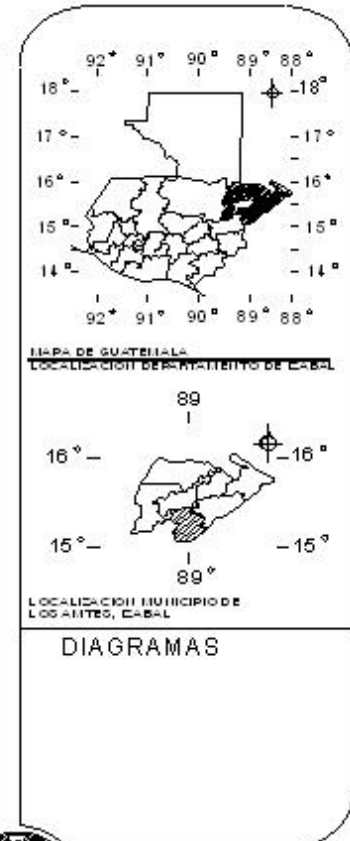 92° 91° 90° 89° 88°
18° 18°
17° 17°
16° 16°
15° 15°
14° 14°
92° 91° 90° 89° 88°
MAPA DE GUATEMALA
LOCALIZACION DEPARTAMENTO DE IZABAL
89
16° 16°
15° 15°
89°
LOCALIZACION MUNICIPIO DE
LOS AMTES, IZABAL
DIAGRAMAS